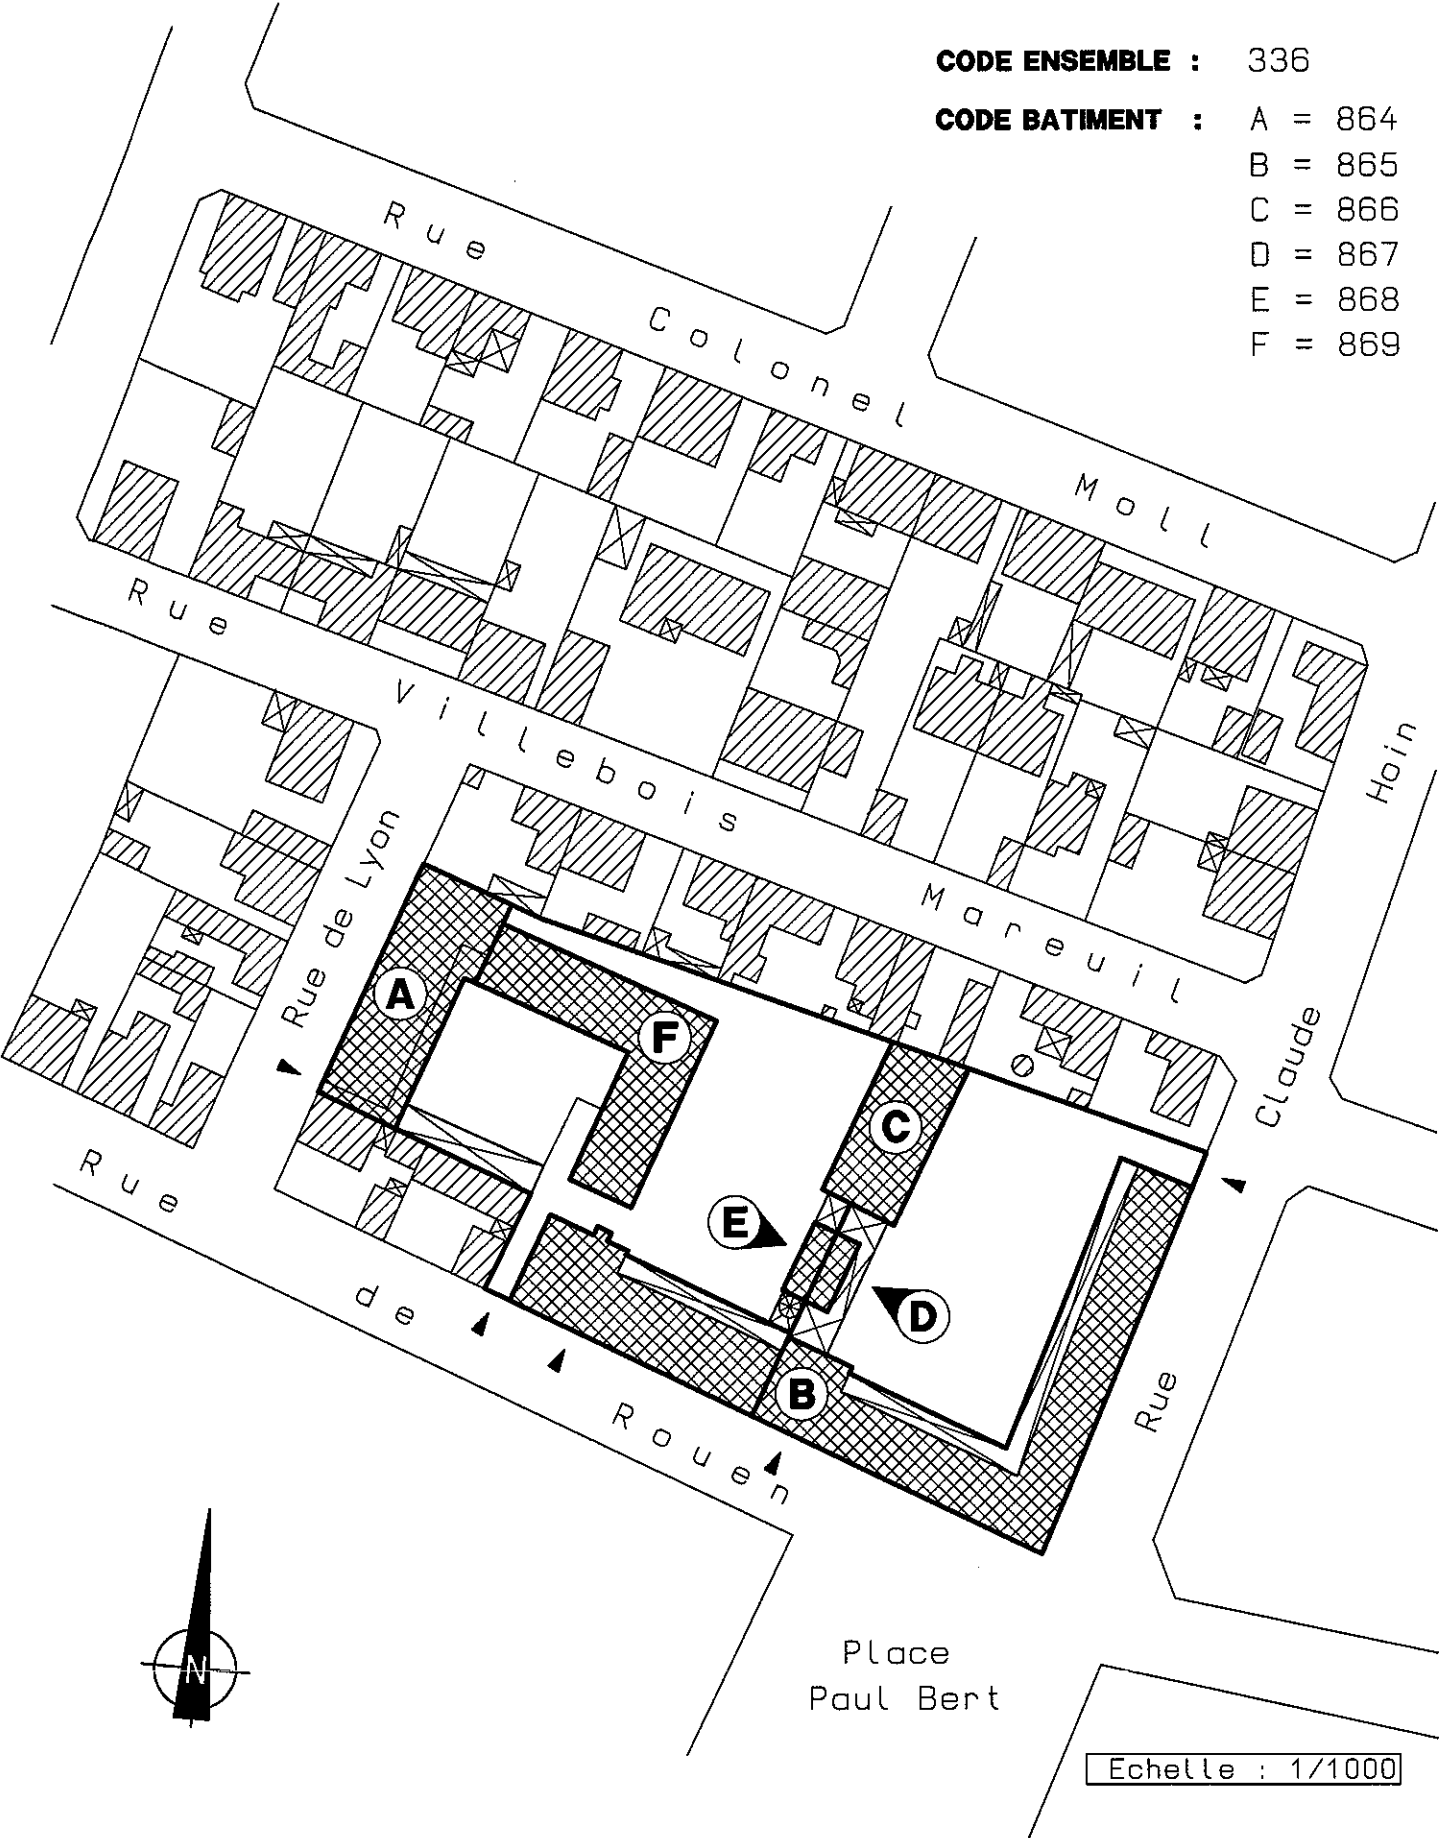 CODE ENSEMBLE : 336
CODE BATIMENT : A = 864
B = 865
C = 866
D = 867
E = 868
F = 869
Rue Colonel Moll
Rue Villebois Mareuil
Rue Claude Hoin
Rue de Lyon
A
F
C
E
D
B
Rue de Rouen
N
Place
Paul Bert
Echelle : 1/1000